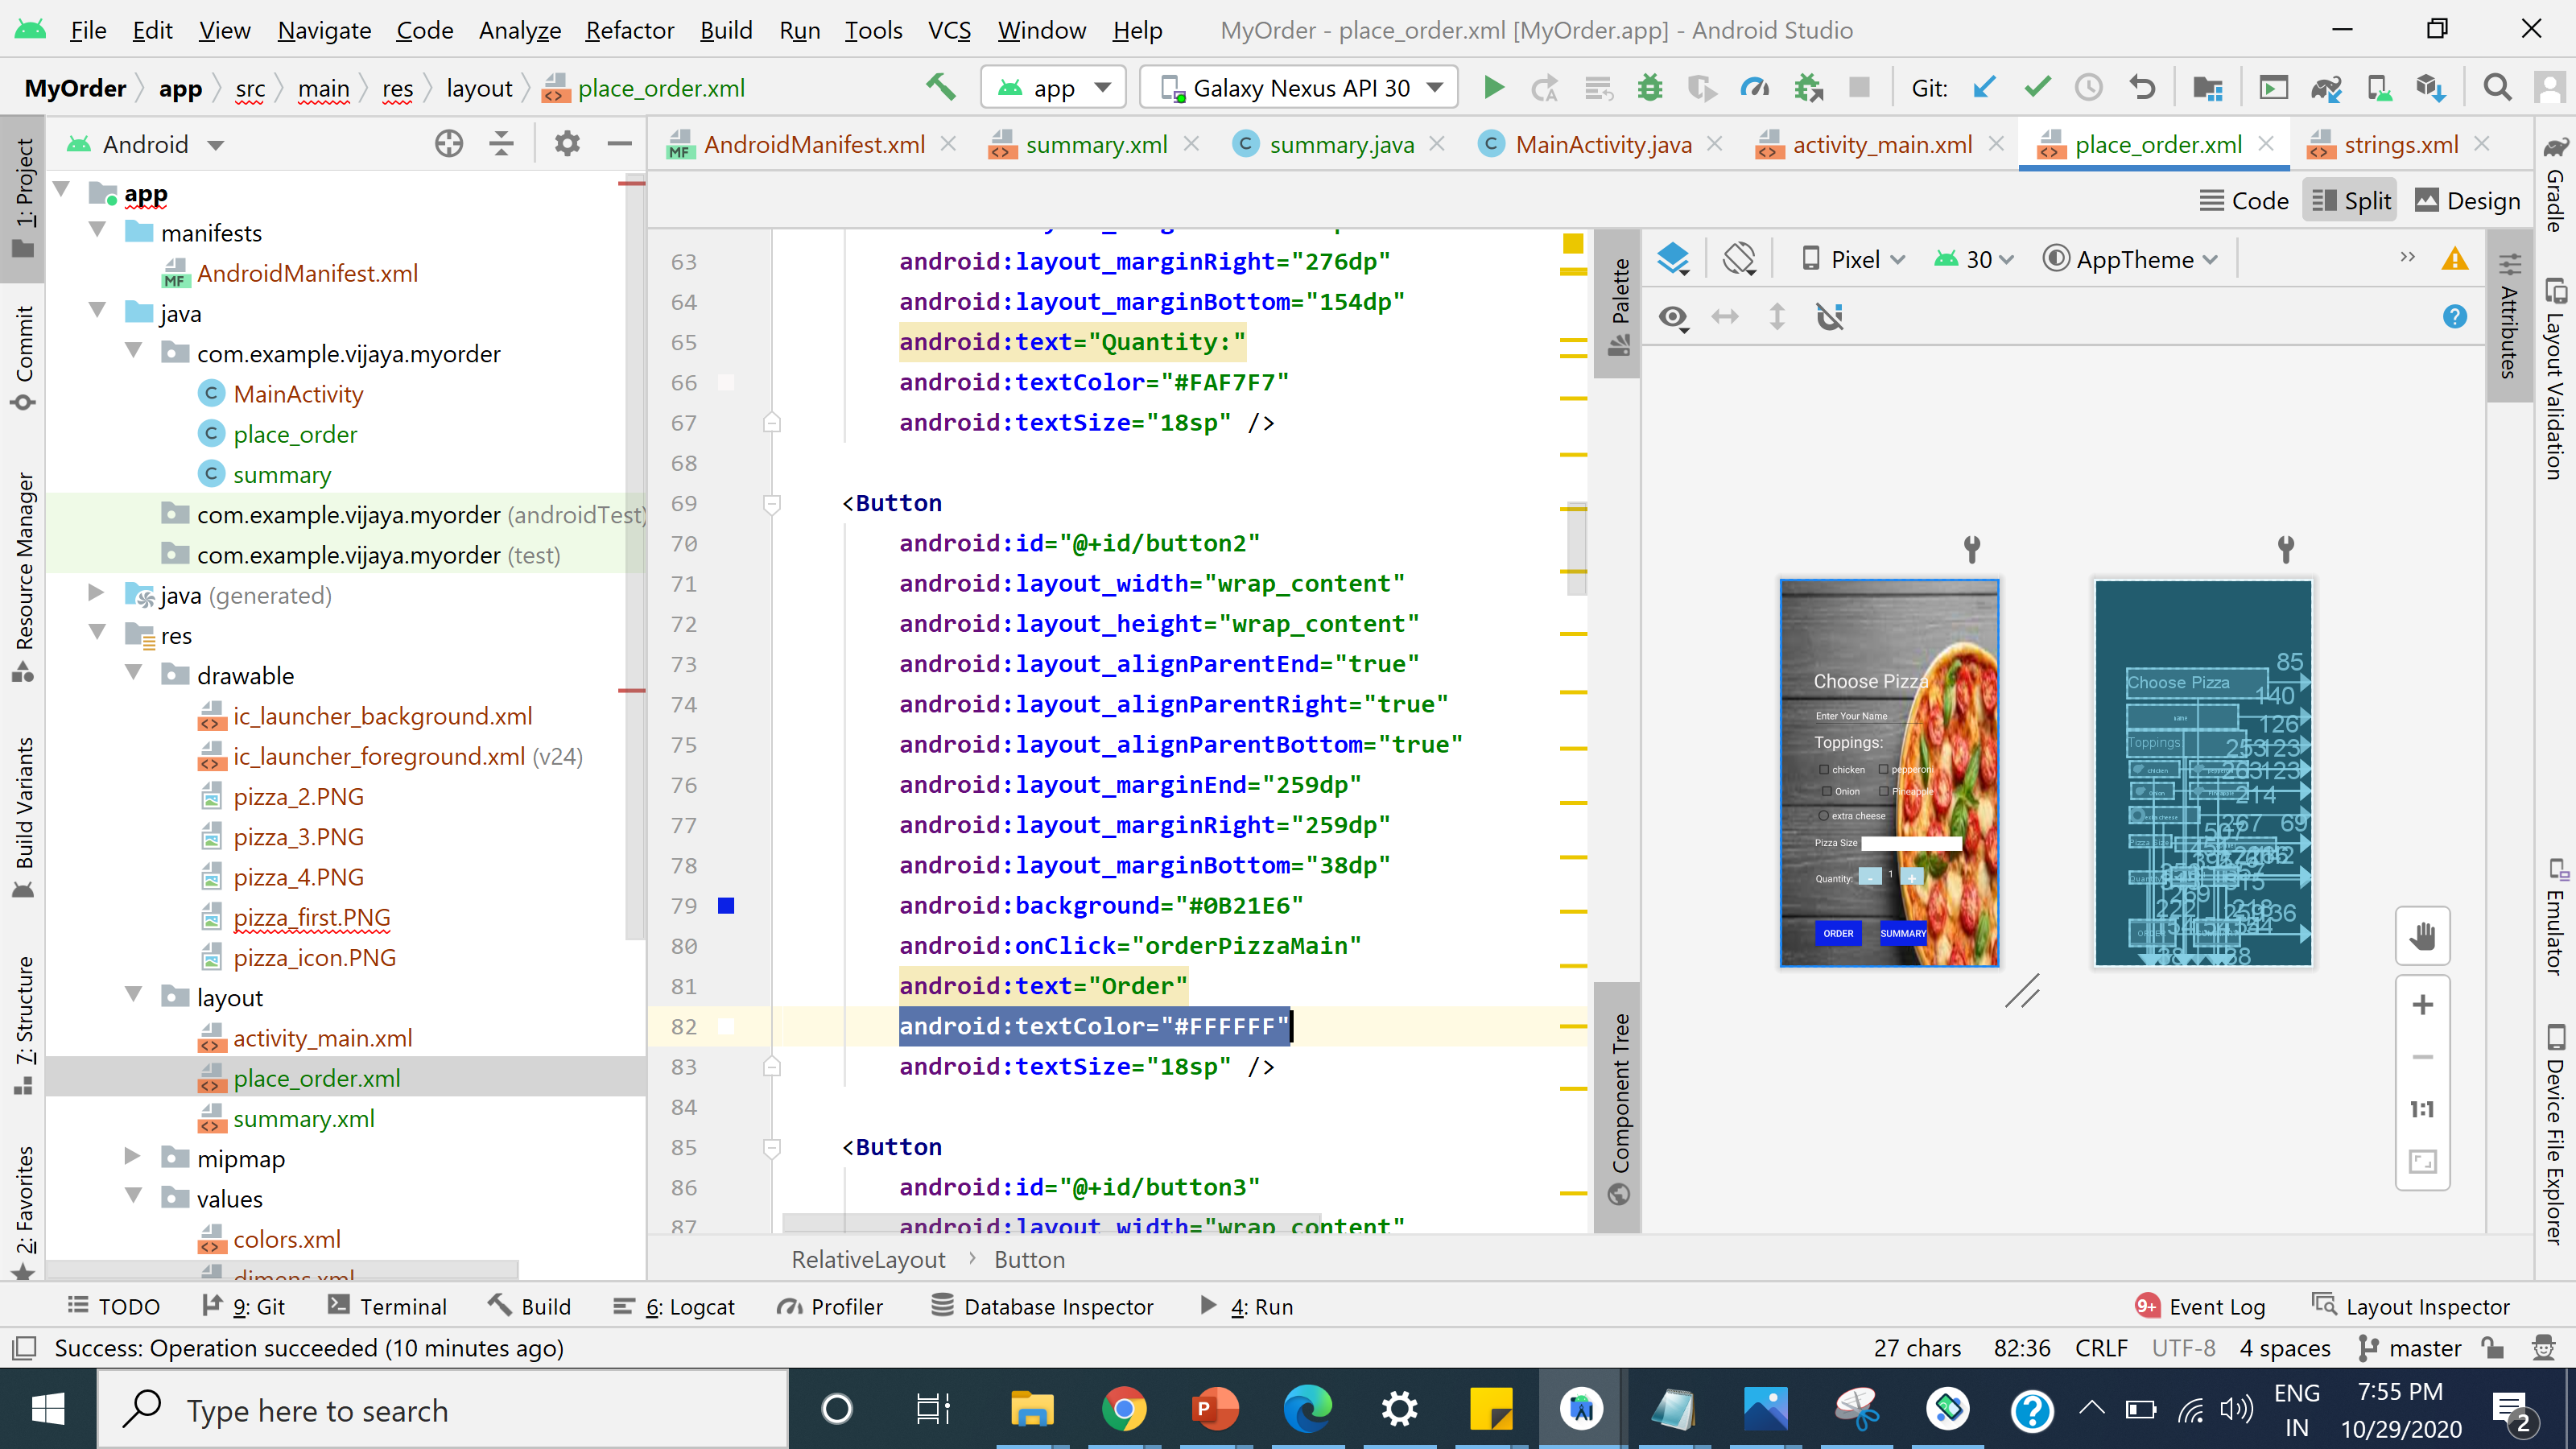 File Edit View Navigate Code Analyze Refactor Build Run Tools VCS Window Help MyOrder - place_order.xml [MyOrder.app] - Android Studio
MyOrder app src main res layout place_order.xml app Galaxy Nexus API 30 Git:
Android
AndroidManifest.xml summary.xml summary.java MainActivity.java activity_main.xml place_order.xml strings.xml
Code Split Design
1: Project
Commit
Resource Manager
Build Variants
7: Structure
2: Favorites
app
manifests
AndroidManifest.xml
java
com.example.vijaya.myorder
MainActivity
place_order
summary
com.example.vijaya.myorder (androidTest)
com.example.vijaya.myorder (test)
java (generated)
res
drawable
ic_launcher_background.xml
ic_launcher_foreground.xml (v24)
pizza_2.PNG
pizza_3.PNG
pizza_4.PNG
pizza_first.PNG
pizza_icon.PNG
layout
activity_main.xml
place_order.xml
summary.xml
mipmap
values
colors.xml
dimens.xml
63 android:layout_marginRight="276dp"
64 android:layout_marginBottom="154dp"
65 android:text="Quantity:"
66 android:textColor="#FAF7F7"
67 android:textSize="18sp" />
68
69 <Button
70 android:id="@+id/button2"
71 android:layout_width="wrap_content"
72 android:layout_height="wrap_content"
73 android:layout_alignParentEnd="true"
74 android:layout_alignParentRight="true"
75 android:layout_alignParentBottom="true"
76 android:layout_marginEnd="259dp"
77 android:layout_marginRight="259dp"
78 android:layout_marginBottom="38dp"
79 android:background="#0B21E6"
80 android:onClick="orderPizzaMain"
81 android:text="Order"
82 android:textColor="#FFFFFF"
83 android:textSize="18sp" />
84
85 <Button
86 android:id="@+id/button3"
87 android:layout_width="wrap_content"
RelativeLayout Button
Palette
Component Tree
Pixel 30 AppTheme
Choose Pizza
Enter Your Name
Toppings:
chicken pepperoni
Onion Pineapple
extra cheese
Pizza Size
Quantity: - 1 +
ORDER SUMMARY
85
Choose Pizza
140
126
Toppings
214
1:1
Attributes
Gradle
Layout Validation
Emulator
Device File Explorer
TODO 9: Git Terminal Build 6: Logcat Profiler Database Inspector 4: Run 9+ Event Log Layout Inspector
Success: Operation succeeded (10 minutes ago) 27 chars 82:36 CRLF UTF-8 4 spaces master
Type here to search
ENG
IN
7:55 PM
10/29/2020
2